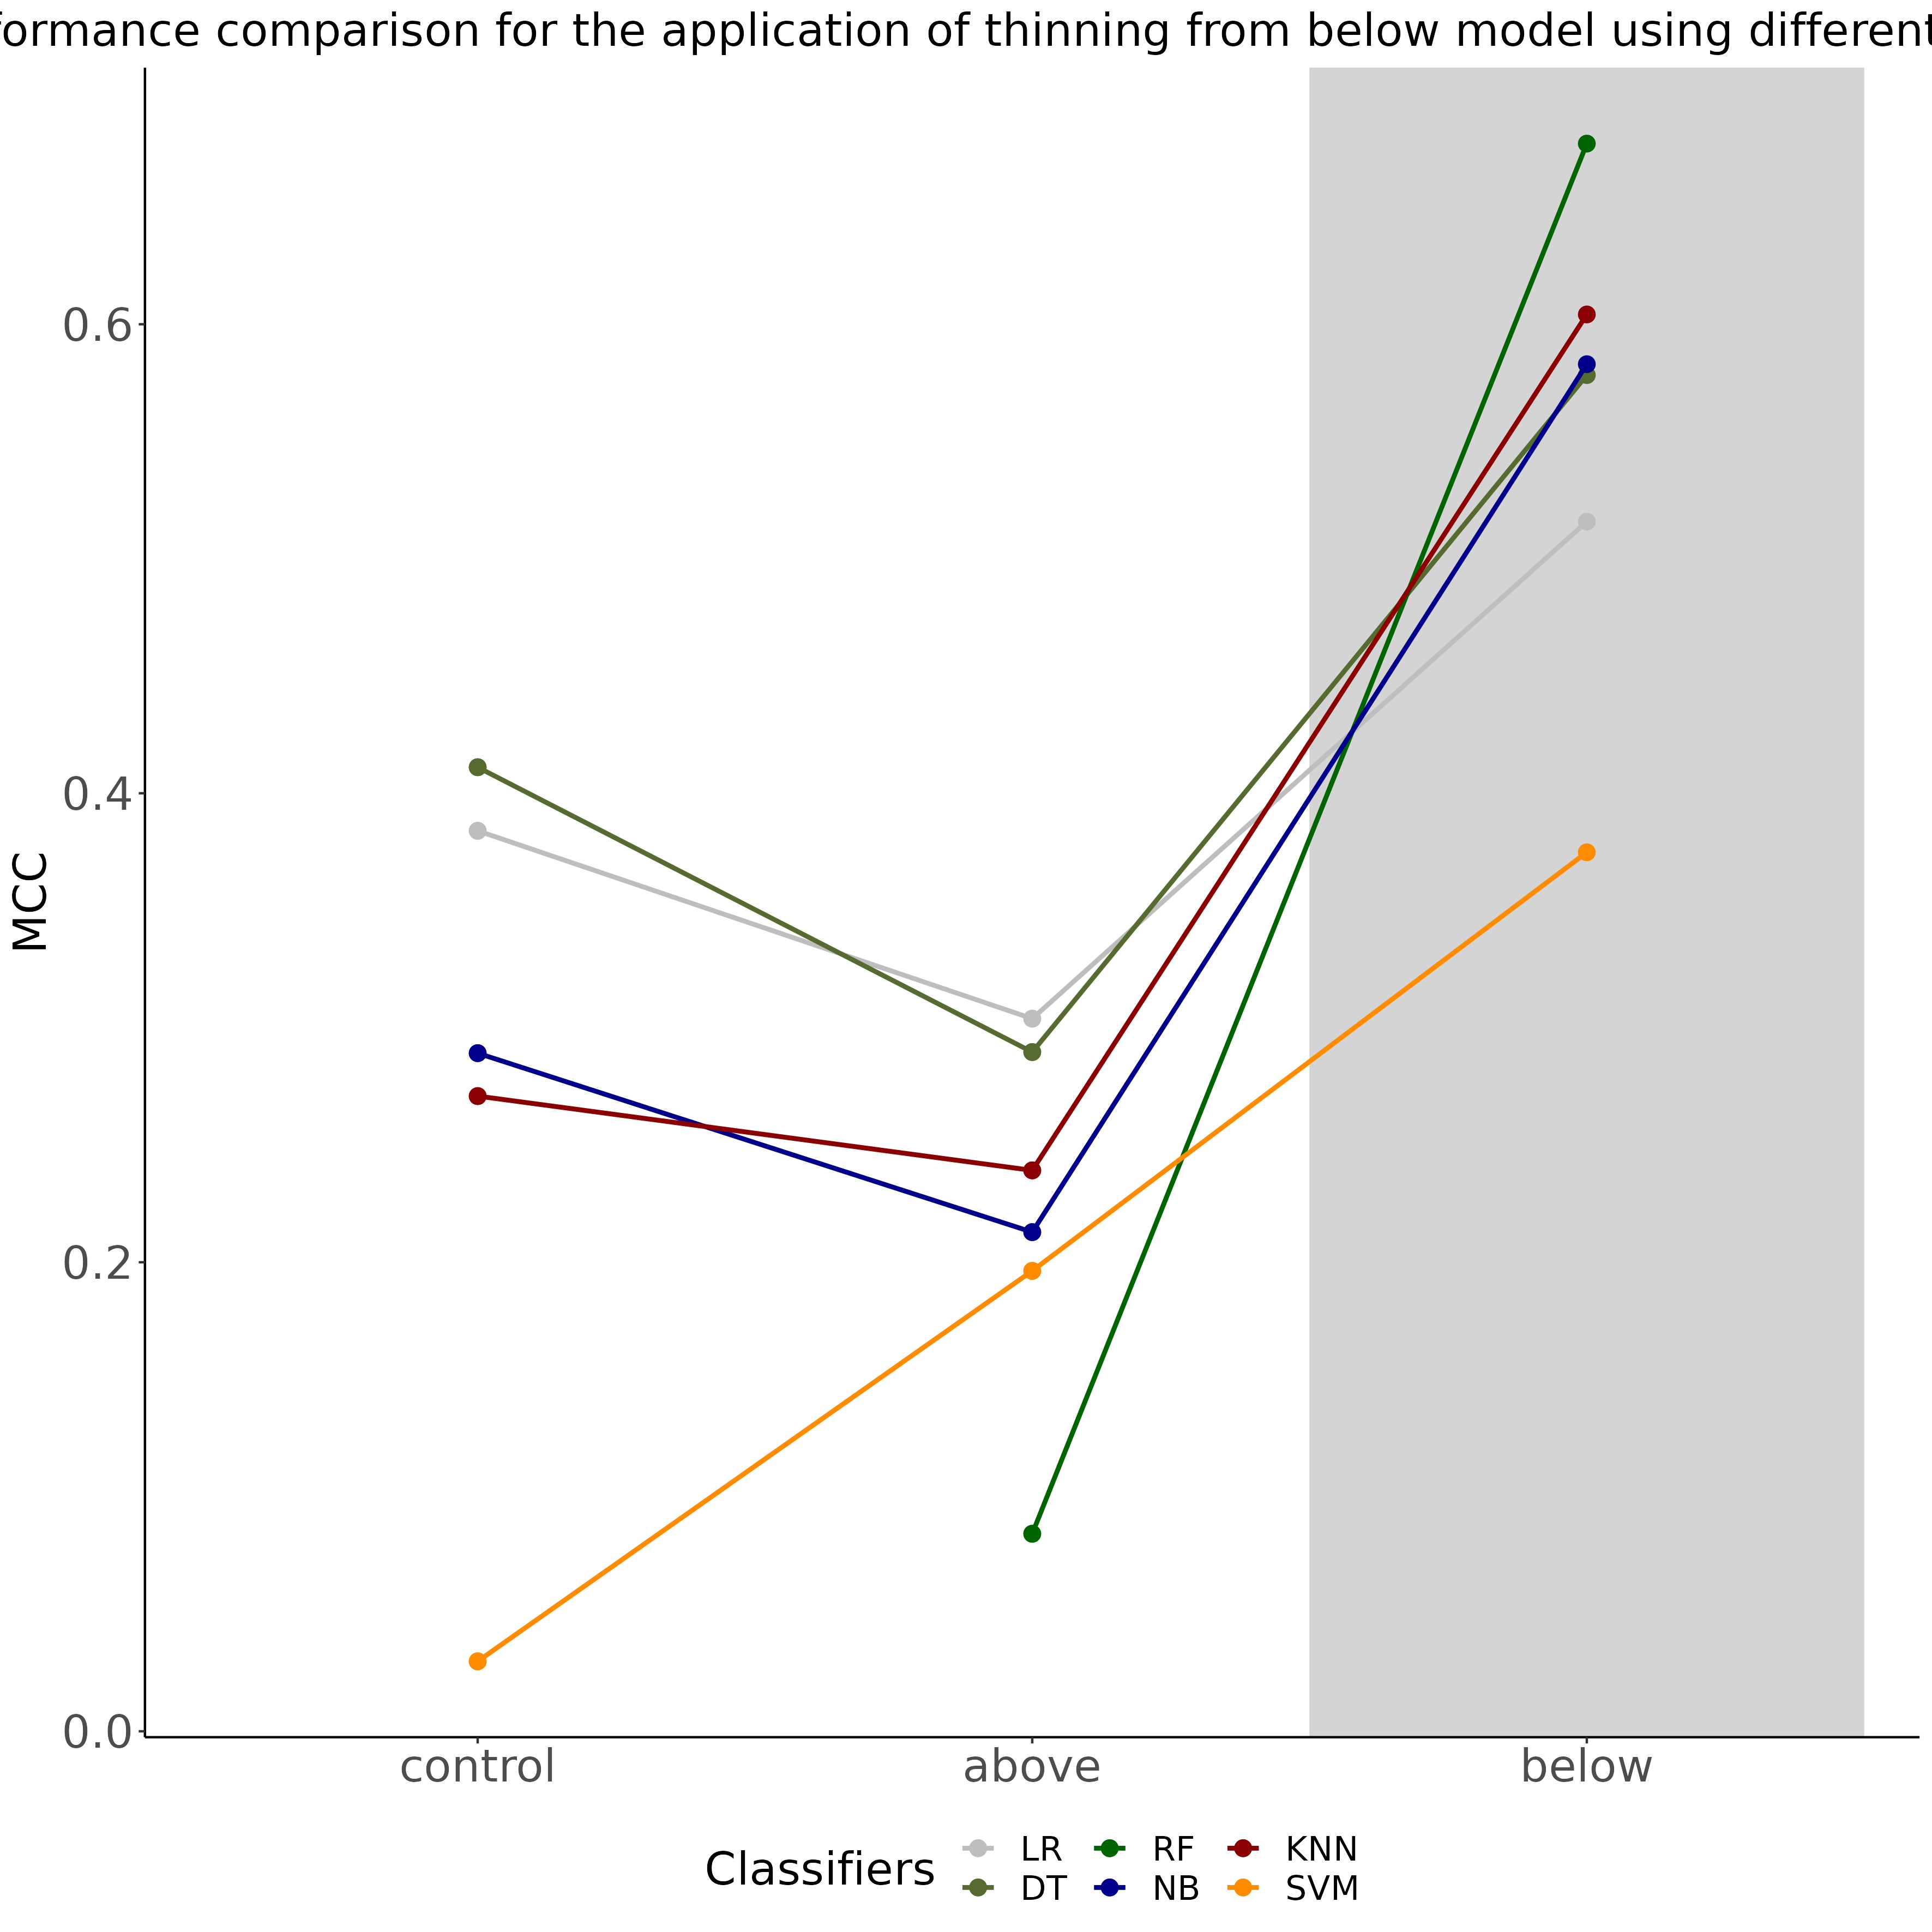 formance comparison for the application of thinning from below model using different
0.6
0.4
0.2
0.0
MCC
control above below
Classifiers
LR RF KNN
DT NB SVM